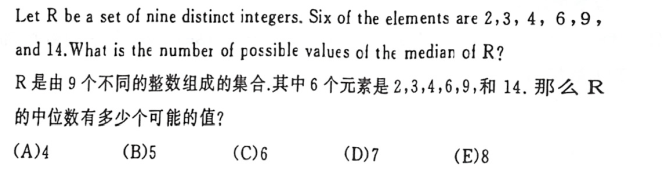 Let R be a set of nine distinct integers. Six of the elements are 2,3, 4, 6,9,
and 14.What is the number of possible values of the median of R?
R是由9个不同的整数组成的集合.其中6个元素是2,3,4,6,9,和 14. 那么 R
的中位数有多少个可能的值?
(A)4 (B)5 (C)6 (D)7 (E)8